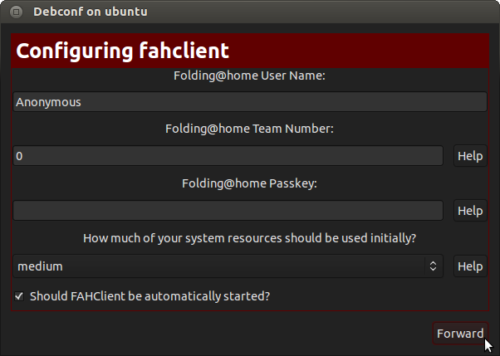 Debconf on ubuntu
Configuring fahclient
Folding@home User Name:
Anonymous
Folding@home Team Number:
0
Help
Folding@home Passkey:
Help
How much of your system resources should be used initially?
medium
Help
Should FAHClient be automatically started?
Forward